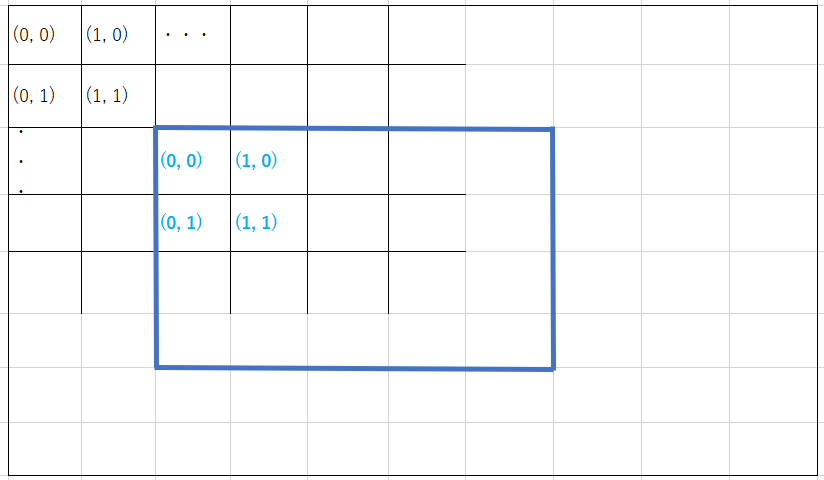 (0, 0) (1, 0) ・・・
(0, 1) (1, 1)
・
・
・
(0, 0) (1, 0)
(0, 1) (1, 1)